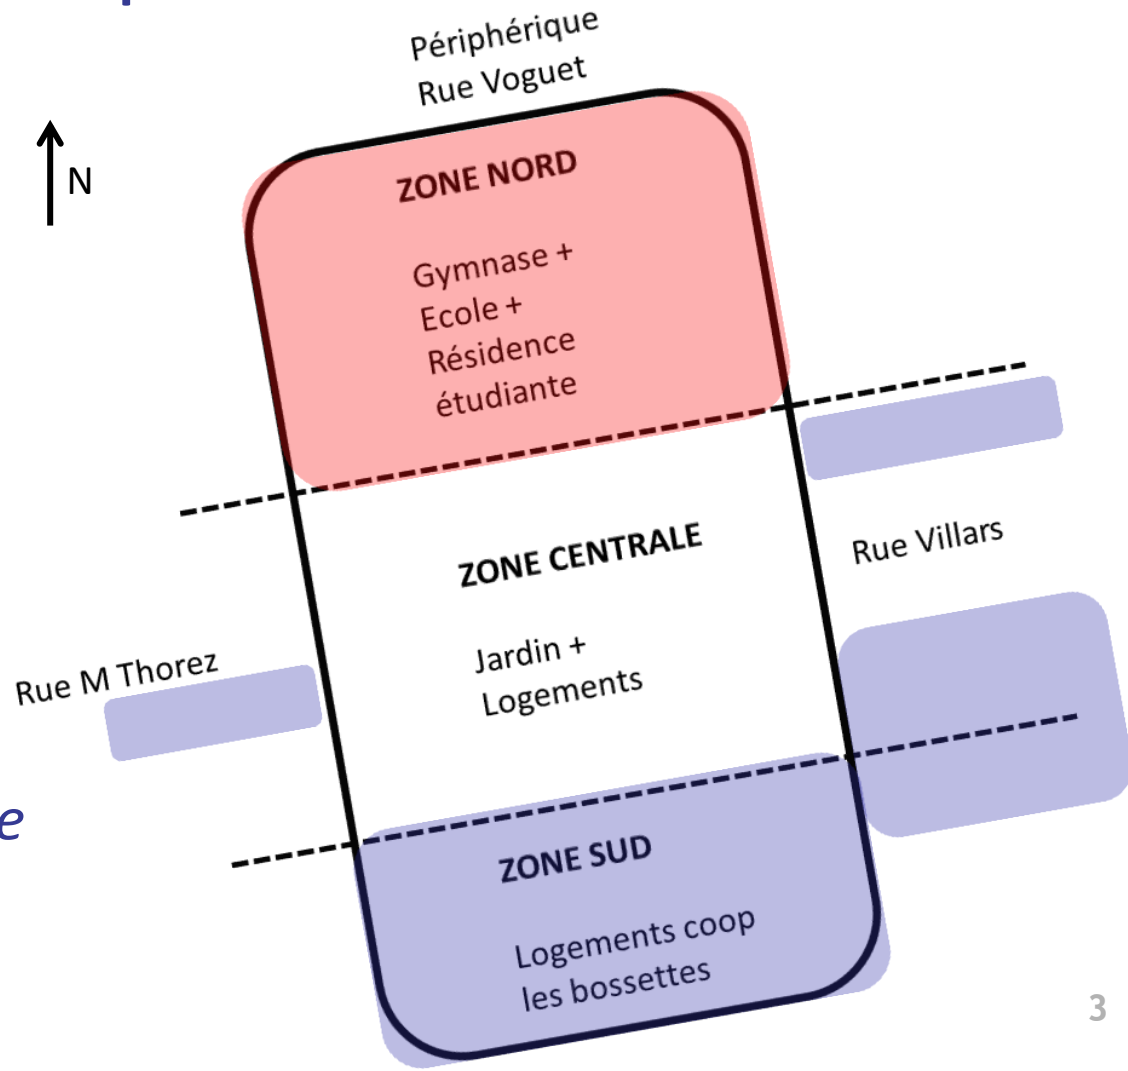 Périphérique
Rue Voguet
N
ZONE NORD
Gymnase +
Ecole +
Résidence
étudiante
ZONE CENTRALE
Rue Villars
Jardin +
Logements
Rue M Thorez
e
ZONE SUD
Logements coop
les bossettes
3